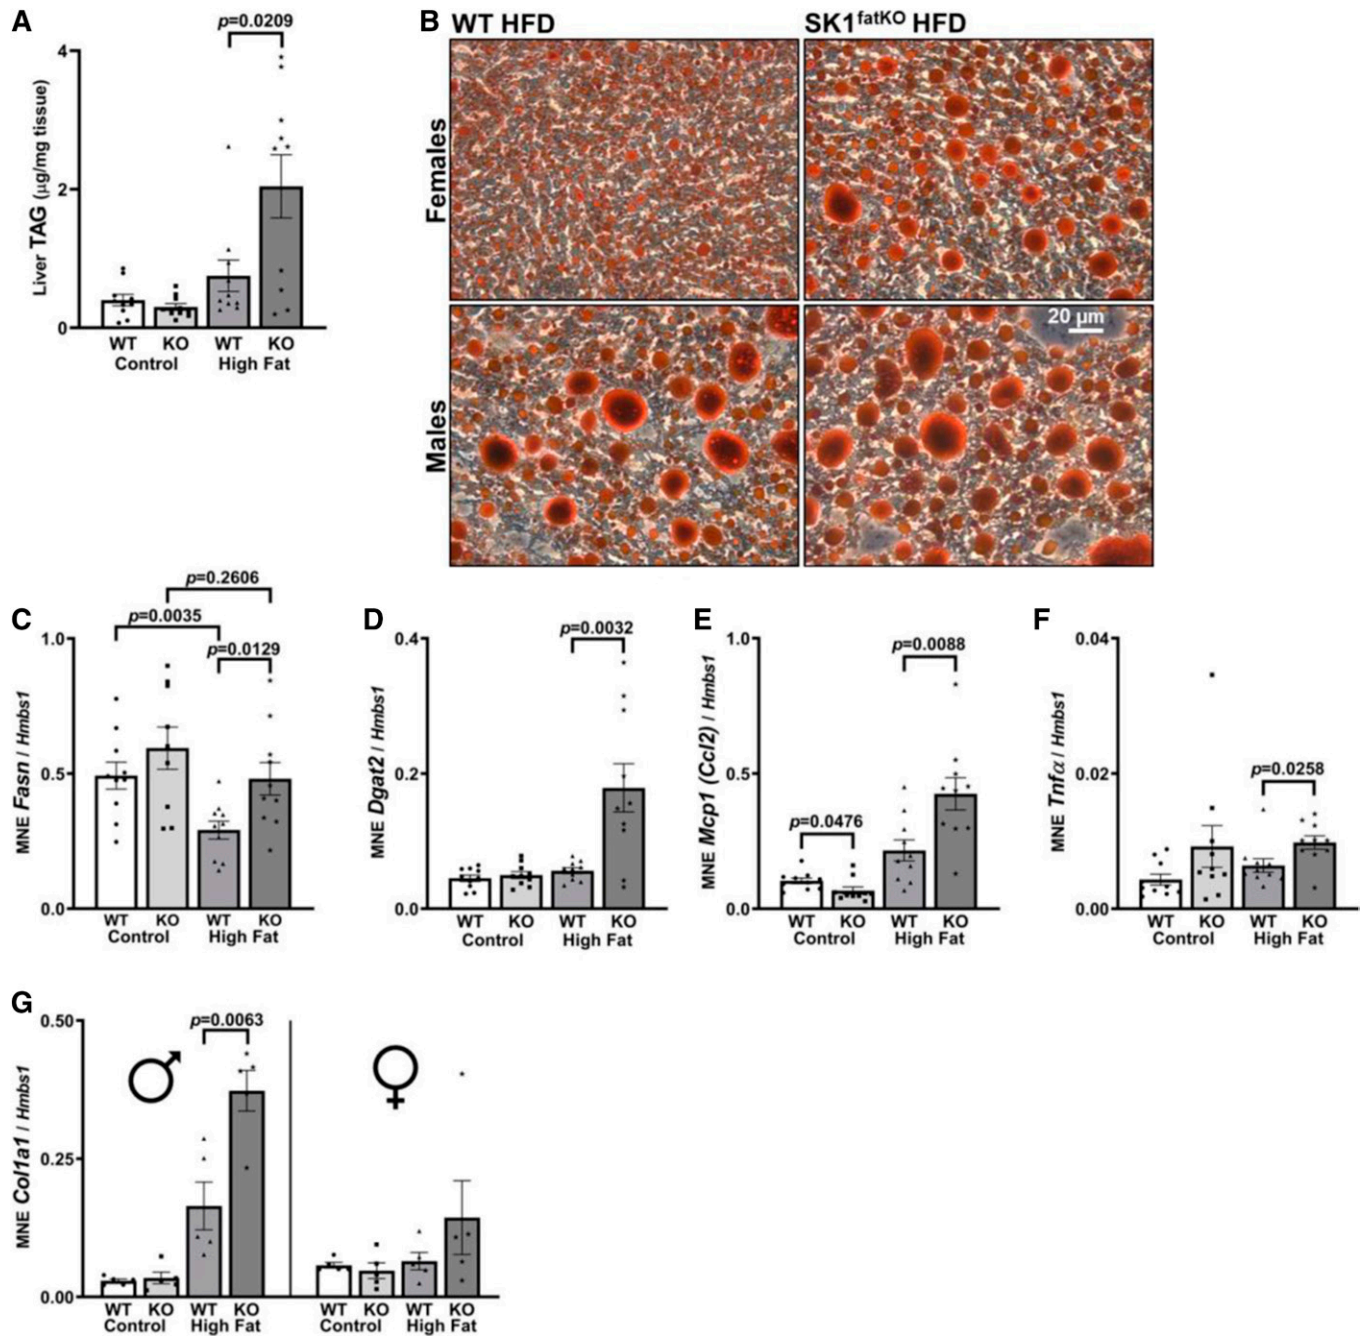 A
p=0.0209
4
2
0
Liver TAG (µg/mg tissue)
WT KO WT KO
Control High Fat
B
WT HFD
SK1fatKO HFD
Females
Males
20 µm
C
p=0.2606
p=0.0035
p=0.0129
1.0
0.5
0.0
MNE Fasn / Hmbs1
WT KO WT KO
Control High Fat
D
p=0.0032
0.4
0.2
0.0
MNE Dgat2 / Hmbs1
WT KO WT KO
Control High Fat
E
p=0.0088
p=0.0476
1.0
0.5
0.0
MNE Mcp1 (Ccl2) / Hmbs1
WT KO WT KO
Control High Fat
F
p=0.0258
0.04
0.02
0.00
MNE Tnfα / Hmbs1
WT KO WT KO
Control High Fat
G
p=0.0063
0.50
0.25
0.00
MNE Col1a1 / Hmbs1
♂
♀
WT KO WT KO WT KO WT KO
Control High Fat Control High Fat